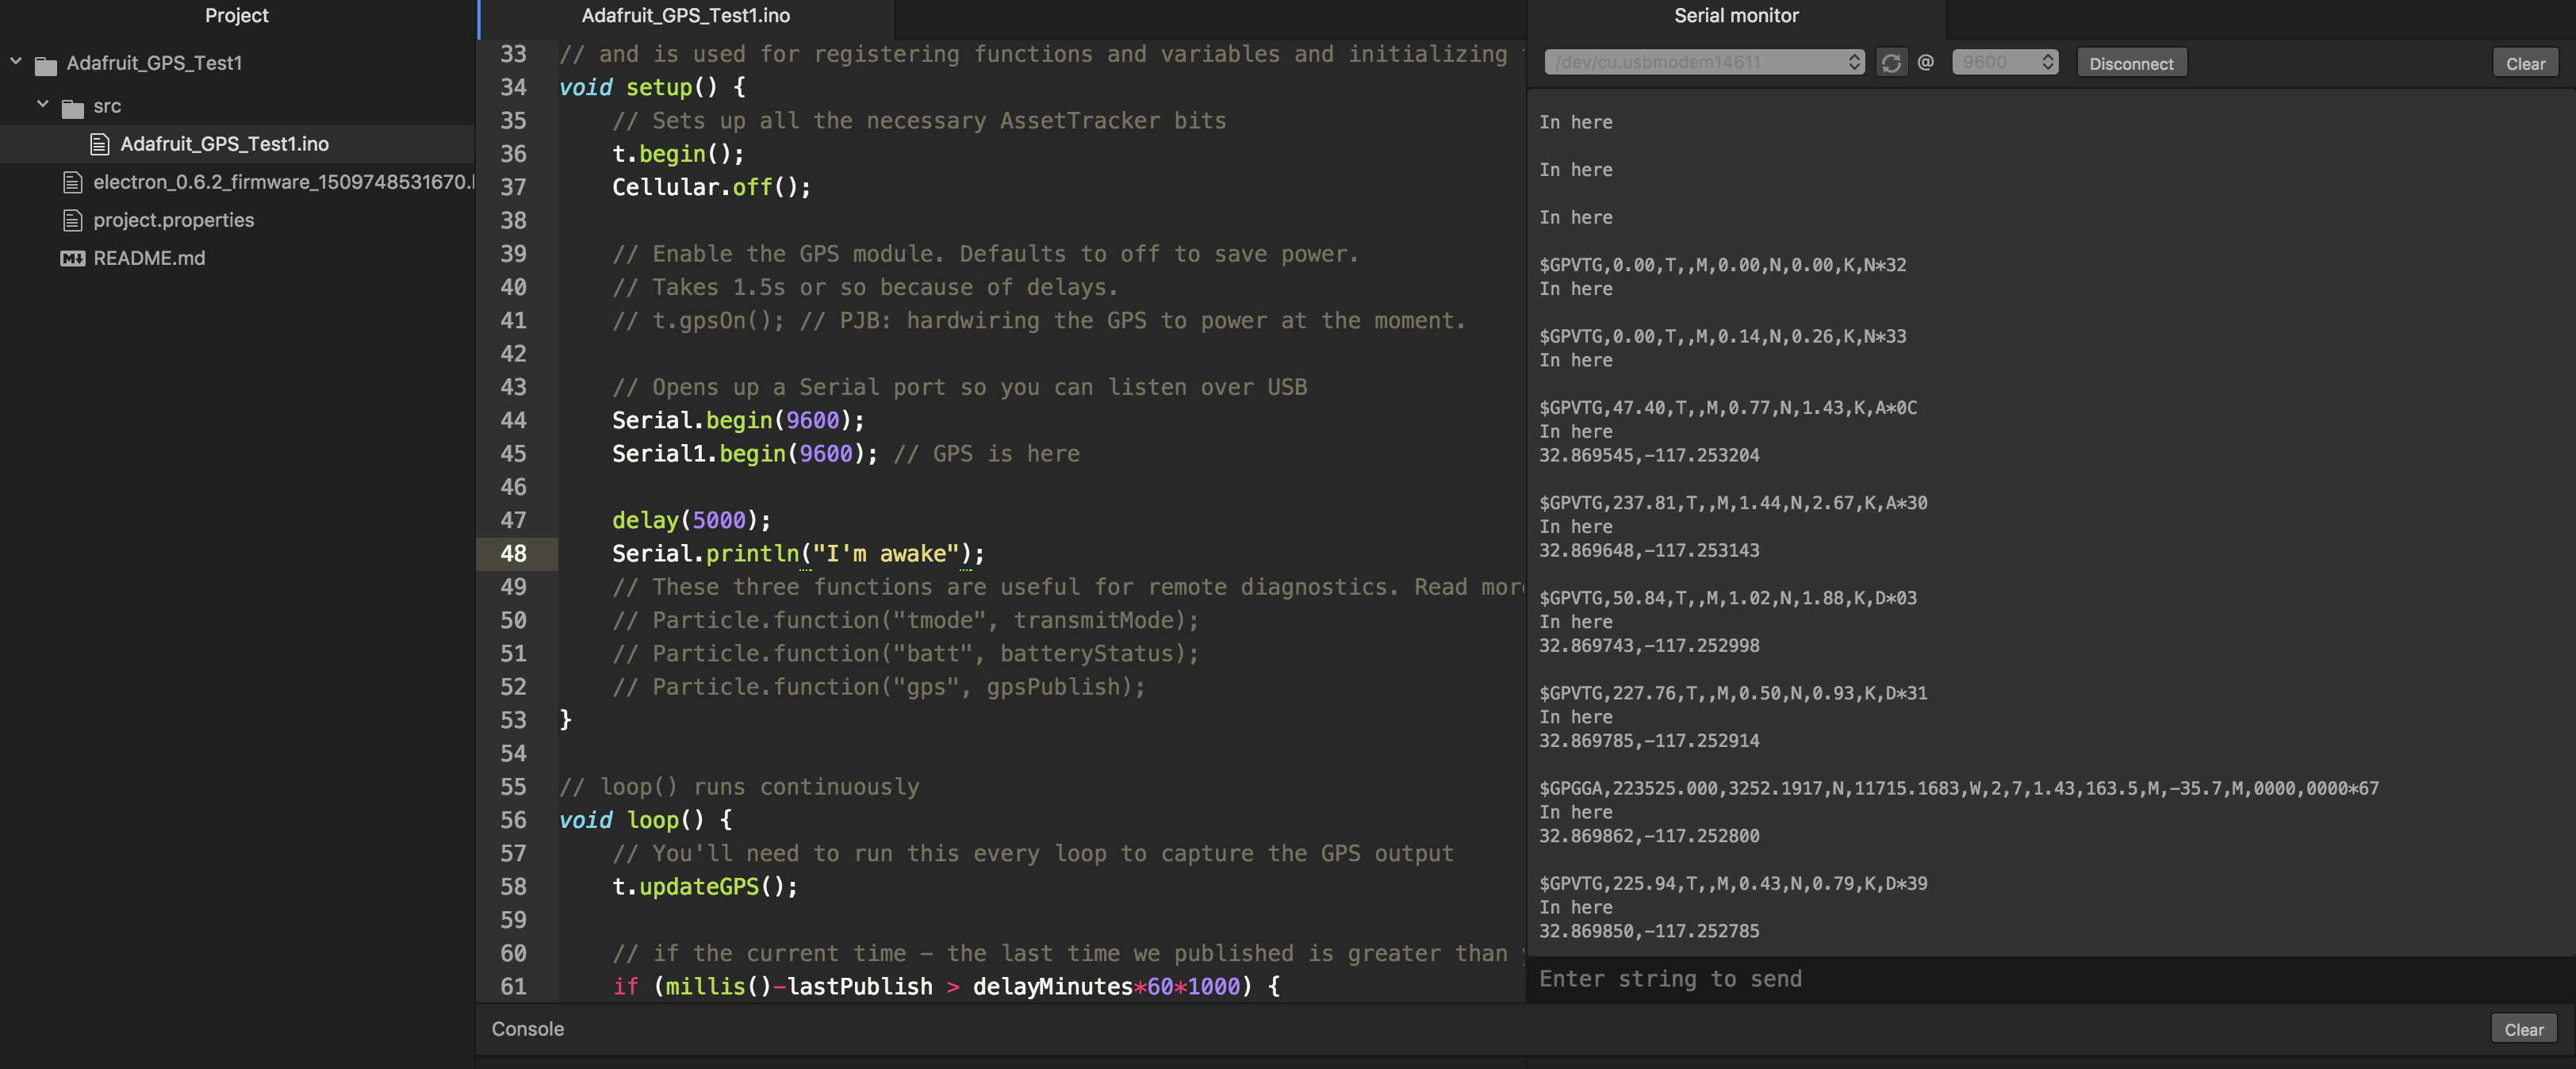 Project
Adafruit_GPS_Test1
src
Adafruit_GPS_Test1.ino
electron_0.6.2_firmware_1509748531670.
project.properties
README.md
Adafruit_GPS_Test1.ino
33 // and is used for registering functions and variables and initializing
34 void setup() {
35 // Sets up all the necessary AssetTracker bits
36 t.begin();
37 Cellular.off();
38
39 // Enable the GPS module. Defaults to off to save power.
40 // Takes 1.5s or so because of delays.
41 // t.gpsOn(); // PJB: hardwiring the GPS to power at the moment.
42
43 // Opens up a Serial port so you can listen over USB
44 Serial.begin(9600);
45 Serial1.begin(9600); // GPS is here
46
47 delay(5000);
48 Serial.println("I'm awake");
49 // These three functions are useful for remote diagnostics. Read more
50 // Particle.function("tmode", transmitMode);
51 // Particle.function("batt", batteryStatus);
52 // Particle.function("gps", gpsPublish);
53 }
54
55 // loop() runs continuously
56 void loop() {
57 // You'll need to run this every loop to capture the GPS output
58 t.updateGPS();
59
60 // if the current time - the last time we published is greater than
61 if (millis()-lastPublish > delayMinutes*60*1000) {
Console
Clear
Serial monitor
/dev/cu.usbmodem14611 @ 9600 Disconnect Clear
In here
In here
In here
$GPVTG,0.00,T,,M,0.00,N,0.00,K,N*32
In here
$GPVTG,0.00,T,,M,0.14,N,0.26,K,N*33
In here
$GPVTG,47.40,T,,M,0.77,N,1.43,K,A*0C
In here
32.869545,-117.253204
$GPVTG,237.81,T,,M,1.44,N,2.67,K,A*30
In here
32.869648,-117.253143
$GPVTG,50.84,T,,M,1.02,N,1.88,K,D*03
In here
32.869743,-117.252998
$GPVTG,227.76,T,,M,0.50,N,0.93,K,D*31
In here
32.869785,-117.252914
$GPGGA,223525.000,3252.1917,N,11715.1683,W,2,7,1.43,163.5,M,-35.7,M,0000,0000*67
In here
32.869862,-117.252800
$GPVTG,225.94,T,,M,0.43,N,0.79,K,D*39
In here
32.869850,-117.252785
Enter string to send